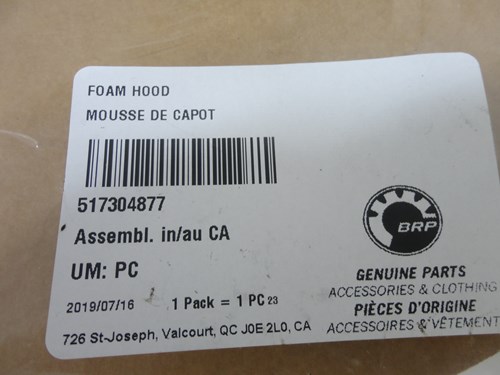 FOAM HOOD
MOUSSE DE CAPOT
517304877
Assembl. in/au CA
UM: PC
2019/07/16 1 Pack = 1 PC 23
726 St-Joseph, Valcourt, QC J0E 2L0, CA
BRP
GENUINE PARTS
ACCESSORIES & CLOTHING
PIÈCES D'ORIGINE
ACCESSOIRES & VÊTEMENT